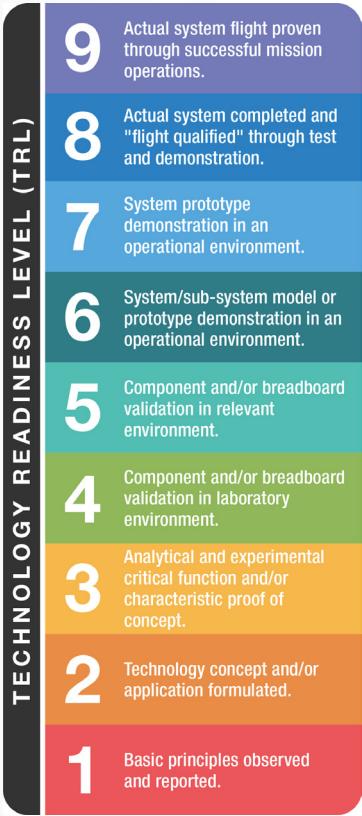 TECHNOLOGY READINESS LEVEL (TRL)
9
Actual system flight proven
through successful mission
operations.
8
Actual system completed and
"flight qualified" through test
and demonstration.
7
System prototype
demonstration in an
operational environment.
6
System/sub-system model or
prototype demonstration in an
operational environment.
5
Component and/or breadboard
validation in relevant
environment.
4
Component and/or breadboard
validation in laboratory
environment.
3
Analytical and experimental
critical function and/or
characteristic proof of
concept.
2
Technology concept and/or
application formulated.
1
Basic principles observed
and reported.